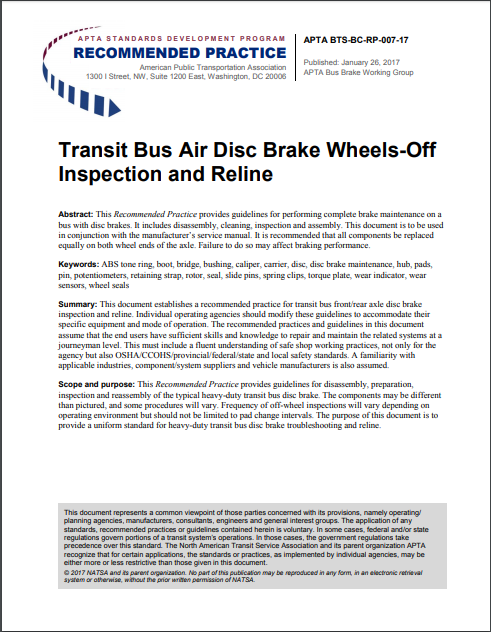 APTA STANDARDS DEVELOPMENT PROGRAM
RECOMMENDED PRACTICE
American Public Transportation Association
1300 I Street, NW, Suite 1200 East, Washington, DC 20006
APTA BTS-BC-RP-007-17
Published: January 26, 2017
APTA Bus Brake Working Group
Transit Bus Air Disc Brake Wheels-Off
Inspection and Reline
Abstract: This Recommended Practice provides guidelines for performing complete brake maintenance on a
bus with disc brakes. It includes disassembly, cleaning, inspection and assembly. This document is to be used
in conjunction with the manufacturer's service manual. It is recommended that all components be replaced
equally on both wheel ends of the axle. Failure to do so may affect braking performance.
Keywords: ABS tone ring, boot, bridge, bushing, caliper, carrier, disc, disc brake maintenance, hub, pads,
pin, potentiometers, retaining strap, rotor, seal, slide pins, spring clips, torque plate, wear indicator, wear
sensors, wheel seals
Summary: This document establishes a recommended practice for transit bus front/rear axle disc brake
inspection and reline. Individual operating agencies should modify these guidelines to accommodate their
specific equipment and mode of operation. The recommended practices and guidelines in this document
assume that the end users have sufficient skills and knowledge to repair and maintain the related systems at a
journeyman level. This must include a fluent understanding of safe shop working practices, not only for the
agency but also OSHA/CCOHS/provincial/federal/state and local safety standards. A familiarity with
applicable industries, component/system suppliers and vehicle manufacturers is also assumed.
Scope and purpose: This Recommended Practice provides guidelines for disassembly, preparation,
inspection and reassembly of the typical heavy-duty transit bus disc brake. The components may be different
than pictured, and some procedures will vary. Frequency of off-wheel inspections will vary depending on
operating environment but should not be limited to pad change intervals. The purpose of this document is to
provide a uniform standard for heavy-duty transit bus disc brake troubleshooting and reline.
This document represents a common viewpoint of those parties concerned with its provisions, namely operating/
planning agencies, manufacturers, consultants, engineers and general interest groups. The application of any
standards, recommended practices or guidelines contained herein is voluntary. In some cases, federal and/or state
regulations govern portions of a transit system's operations. In those cases, the government regulations take
precedence over this standard. The North American Transit Service Association and its parent organization APTA
recognize that for certain applications, the standards or practices, as implemented by individual agencies, may be
either more or less restrictive than those given in this document.
© 2017 NATSA and its parent organization. No part of this publication may be reproduced in any form, in an electronic retrieval
system or otherwise, without the prior written permission of NATSA.